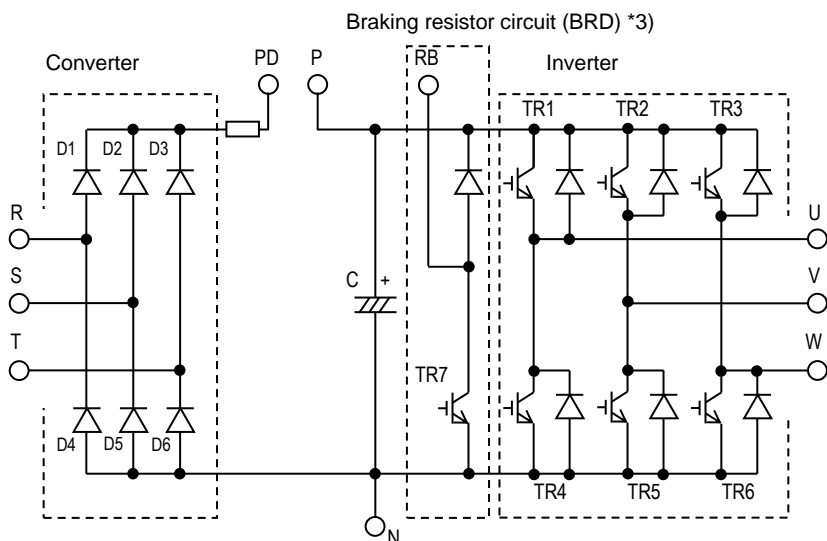 Braking resistor circuit (BRD) *3)
Converter
PD
P
RB
Inverter
TR1
TR2
TR3
D1
D2
D3
R
U
S
C
+
V
T
TR7
W
D4
D5
D6
TR4
TR5
TR6
N